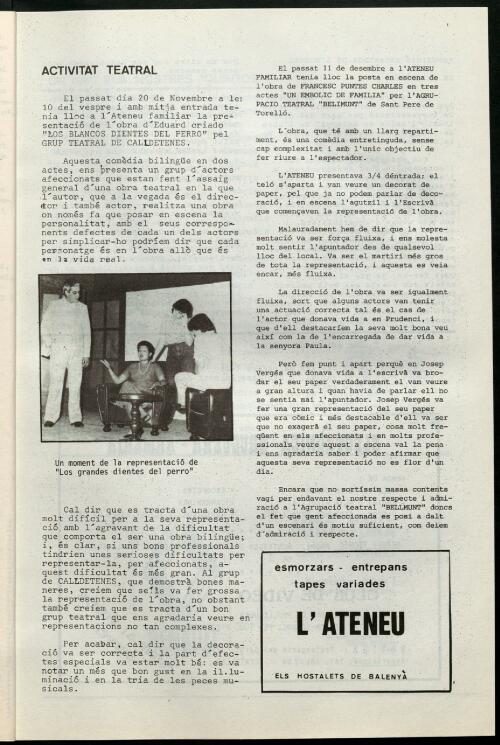 ACTIVITAT TEATRAL
El passat dia 20 de Novembre a les
10 del vespre i amb mitja entrada te-
nia lloc a l´Ateneu familiar la pre-
sentació de l´obra d´Eduard criado
"LOS BLANCOS DIENTES DEL PERRO" pel
GRUP TEATRAL DE CALLDETENES.
Aquesta comèdia bilingüe en dos
actes, ens presenta un grup d´actors
afeccionats que estan fent l´assaig
general d´una obra teatral en la que
l´autor, que a la vegada és el direc-
tor i també actor, realitza una obra
on només fa que posar en escena la
personalitat, amb el seus correspo-
nents defectes de cada un dels actors
per simplicar-ho podríem dir que cada
personatge és en l´obra allò que és
en la vida real.
Un moment de la representació de
"Los grandes dientes del perro"
Cal dir que es tracta d´una obra
molt difícil per a la seva representa-
ció amb l´agravant de la dificultat
que comporta el ser una obra bilingüe;
i, és clar, si uns bons professionals
tindrien unes serioses dificultats per
representar-la, per afeccionats, a-
quest dificultat és més gran. Al grup
de CALLDETENES, que demostrà bones ma-
neres, creiem que se´ls va fer grossa
la representació de l´obra, no obstant
també creiem que es tracta d´un bon
grup teatral que ens agradaria veure en
representacions no tan complexes.
Per acabar, cal dir que la decora-
ció va ser correcta i la part d´efec-
tes especials va estar molt bé: es va
notar un més que bon gust en la il.lu-
minació i en la tria de les peces mu-
sicals.
El passat 11 de desembre a l'ATENEU
FAMILIAR tenia lloc la posta en escena de
l'obra de FRANCESC PUNTES CHARLES en tres
actes "UN EMBOLIC DE FAMILIA" per l'AGRU-
PACIO TEATRAL "BELLMUNT" de Sant Pere de
Torelló.
L'obra, que té amb un llarg reparti-
ment, és una comèdia entretinguda, sense
cap complexitat i amb l'unic objectiu de
fer riure a l'espectador.
L'ATENEU presentava 3/4 déntrada: el
teló s'aparta i van veure un decorat de
paper, pel que ja no podem parlar de deco-
ració, i en escena l'agutzil i l'Escrivà
que començaven la representació de l'obra.
Malauradament hem de dir que la repre-
sentació va ser força fluixa, i ens molesta
molt sentir l'apuntador des de qualsevol
lloc del local. Va ser el martiri més gros
de tota la representació, i aquesta es veia
encar, més fluixa.
La direcció de l'obra va ser igualment
fluixa, sort que alguns actors van tenir
una actuació correcta tal és el cas de
l'actor que donava vida a en Prudenci, i
que d'ell destacaríem la seva molt bona veu
així com la de l'encarregada de dar vida a
la senyora Paula.
Però fem punt i apart perquè en Josep
Vergés que donava vida a l'escrivà va bro-
dar el seu paper verdaderament el van veure
a gran altura i quan havia de parlar ell no
se sentia mai l'apuntador. Josep Vergés va
fer una gran representació del seu paper
que era còmic i més destacable d'ell va ser
que no exagerà el seu paper, cosa molt fre-
qüent en els afeccionats i en molts profe-
ssionals veure aquest a escena val la pena
i ens agradaria saber i poder afirmar que
aquesta seva representació no es flor d'un
dia.
Encara que no sortíssim massa contents
vagi per endavant el nostre respecte i admi-
ració a l'Agrupació teatral "BELLMUNT" doncs
el fet que gent afeccionada es posi a dalt
d'un escenari és motiu suficient, com deiem
d'admiració i respecte.
esmorzars - entrepans
tapes variades
L'ATENEU
ELS HOSTALETS DE BALENYÀ